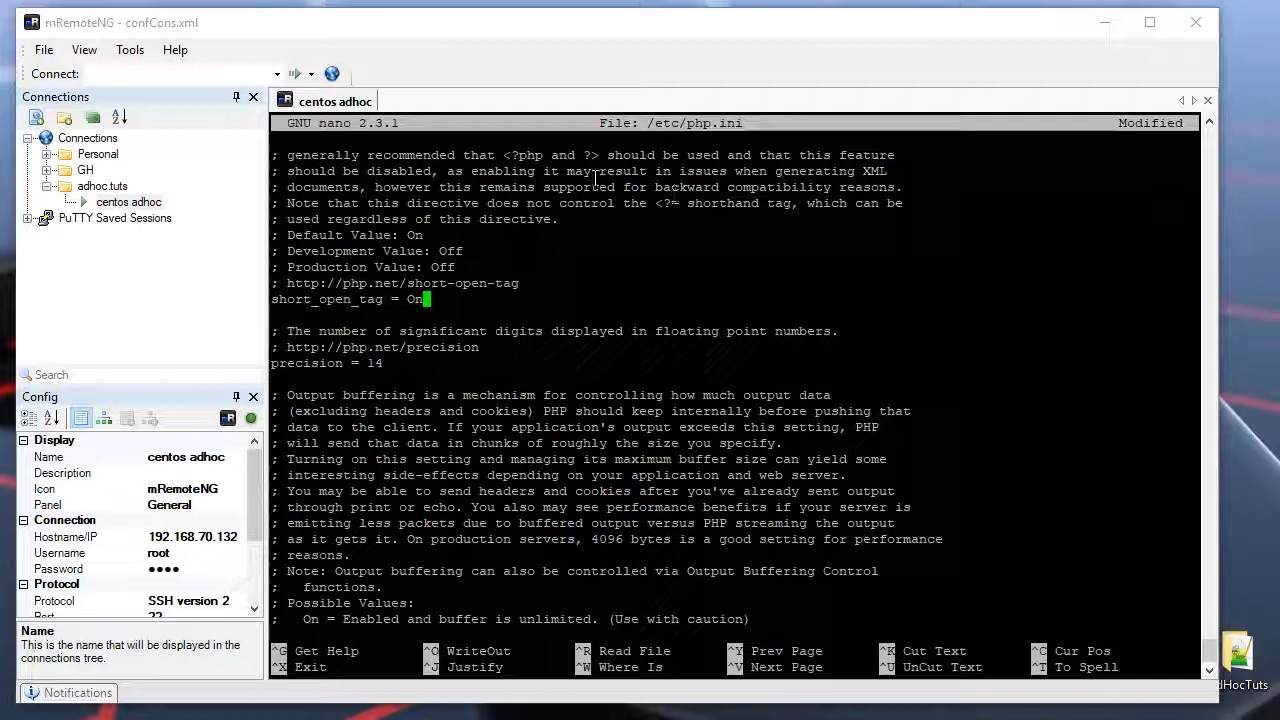 mRemoteNG - confCons.xml
File View Tools Help
Connect:
Connections
Connections
Personal
GH
adhoc.tuts
centos adhoc
PuTTY Saved Sessions
Search
Config
Display
Name centos adhoc
Description
Icon mRemoteNG
Panel General
Connection
Hostname/IP 192.168.70.132
Username root
Password ●●●●
Protocol
Protocol SSH version 2
Port 22
Name
This is the name that will be displayed in the
connections tree.
Notifications
centos adhoc
GNU nano 2.3.1 File: /etc/php.ini Modified
; generally recommended that <?php and ?> should be used and that this feature
; should be disabled, as enabling it may result in issues when generating XML
; documents, however this remains supported for backward compatibility reasons.
; Note that this directive does not control the <?= shorthand tag, which can be
; used regardless of this directive.
; Default Value: On
; Development Value: Off
; Production Value: Off
; http://php.net/short-open-tag
short_open_tag = On
; The number of significant digits displayed in floating point numbers.
; http://php.net/precision
precision = 14
; Output buffering is a mechanism for controlling how much output data
; (excluding headers and cookies) PHP should keep internally before pushing that
; data to the client. If your application's output exceeds this setting, PHP
; will send that data in chunks of roughly the size you specify.
; Turning on this setting and managing its maximum buffer size can yield some
; interesting side-effects depending on your application and web server.
; You may be able to send headers and cookies after you've already sent output
; through print or echo. You also may see performance benefits if your server is
; emitting less packets due to buffered output versus PHP streaming the output
; as it gets it. On production servers, 4096 bytes is a good setting for performance
; reasons.
; Note: Output buffering can also be controlled via Output Buffering Control
;   functions.
; Possible Values:
;   On = Enabled and buffer is unlimited. (Use with caution)
^G Get Help ^O WriteOut ^R Read File ^Y Prev Page ^K Cut Text ^C Cur Pos
^X Exit ^J Justify ^W Where Is ^V Next Page ^U UnCut Text ^T To Spell
dHocTuts